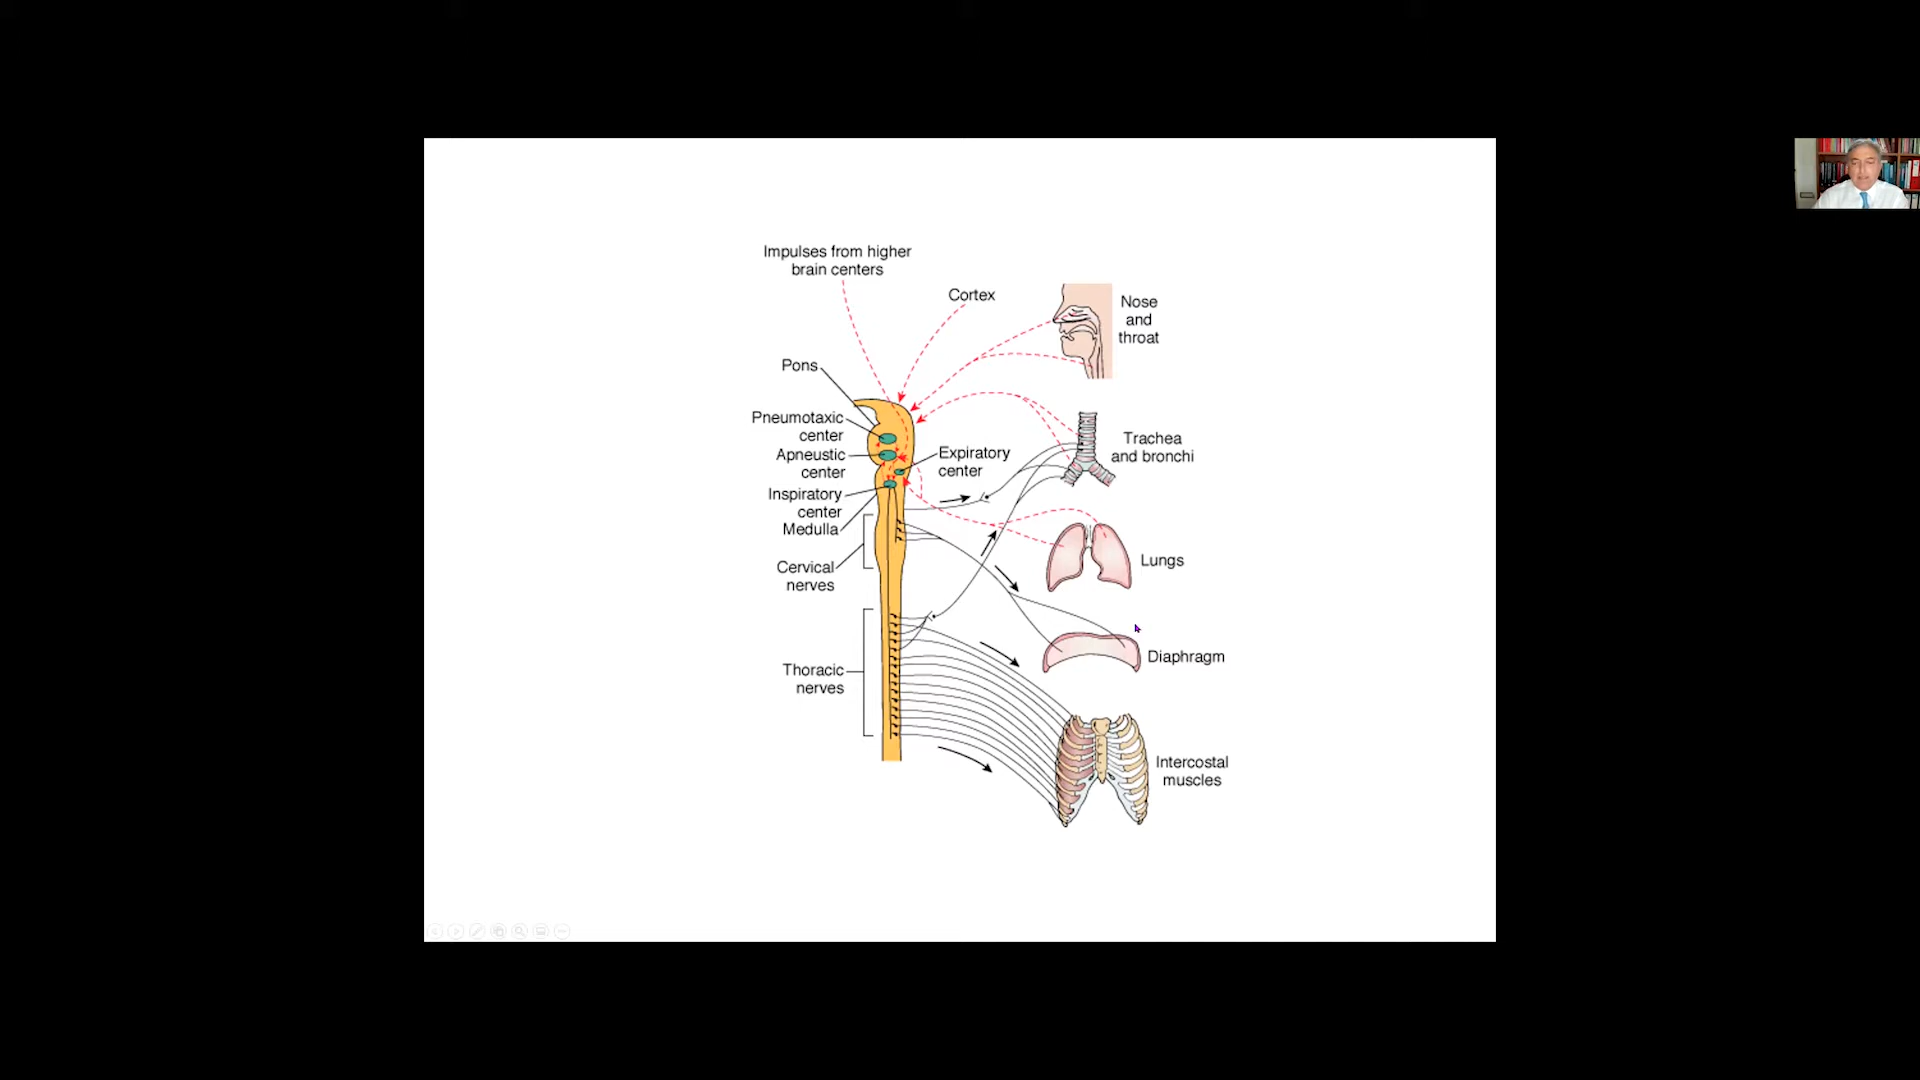 Impulses from higher
brain centers
Cortex
Nose
and
throat
Pons
Pneumotaxic
center
Apneustic
center
Expiratory
center
Trachea
and bronchi
Inspiratory
center
Medulla
Cervical
nerves
Lungs
Thoracic
nerves
Diaphragm
Intercostal
muscles